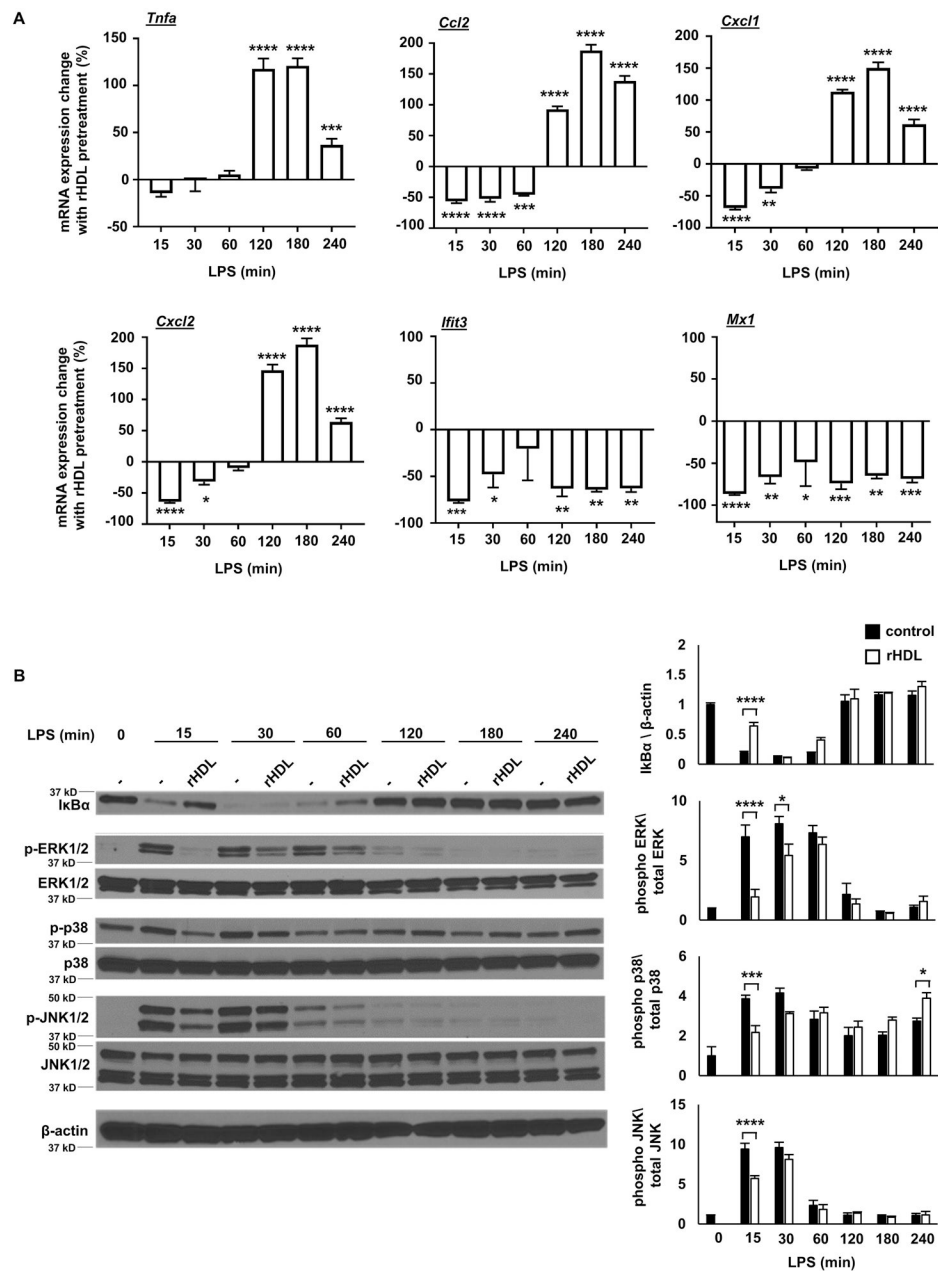 A
Tnfa
Ccl2
Cxcl1
mRNA expression change
with rHDL pretreatment (%)
150
100
50
0
-50
****
****
***
15 30 60 120 180 240
LPS (min)
200
150
100
50
0
-50
-100
****
****
***
****
****
****
15 30 60 120 180 240
LPS (min)
200
150
100
50
0
-50
-100
****
**
****
****
****
15 30 60 120 180 240
LPS (min)
Cxcl2
Ifit3
Mx1
mRNA expression change
with rHDL pretreatment (%)
200
150
100
50
0
-50
-100
****
*
****
****
****
15 30 60 120 180 240
LPS (min)
100
50
0
-50
-100
***
*
**
**
**
15 30 60 120 180 240
LPS (min)
100
50
0
-50
-100
****
**
*
***
**
***
15 30 60 120 180 240
LPS (min)
B
LPS (min) 0 15 30 60 120 180 240
- - rHDL - rHDL - rHDL - rHDL - rHDL - rHDL
37 kD
IκBα
p-ERK1/2
37 kD
ERK1/2
37 kD
p-p38
37 kD
p38
37 kD
50 kD
p-JNK1/2
37 kD
50 kD
JNK1/2
37 kD
β-actin
37 kD
control
rHDL
IκBα \ β-actin
2
1.5
1
0.5
0
****
phospho ERK\
total ERK
10
5
0
****
*
phospho p38\
total p38
6
4
2
0
***
*
phospho JNK\
total JNK
15
10
5
0
****
0 15 30 60 120 180 240
LPS (min)